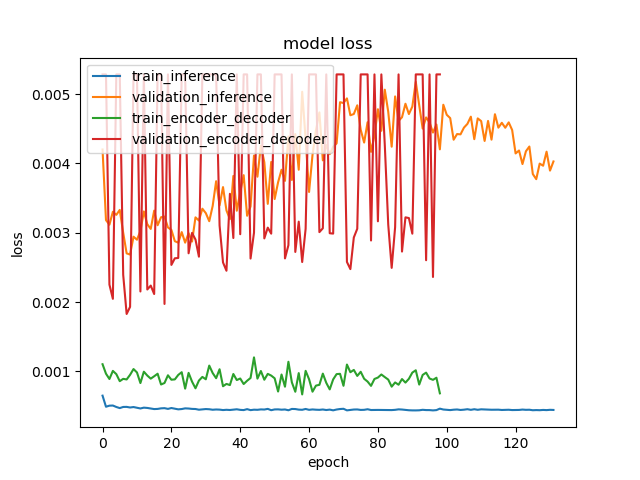 model loss
train_inference
validation_inference
train_encoder_decoder
validation_encoder_decoder
0.005
0.004
0.003
0.002
0.001
loss
0 20 40 60 80 100 120
epoch